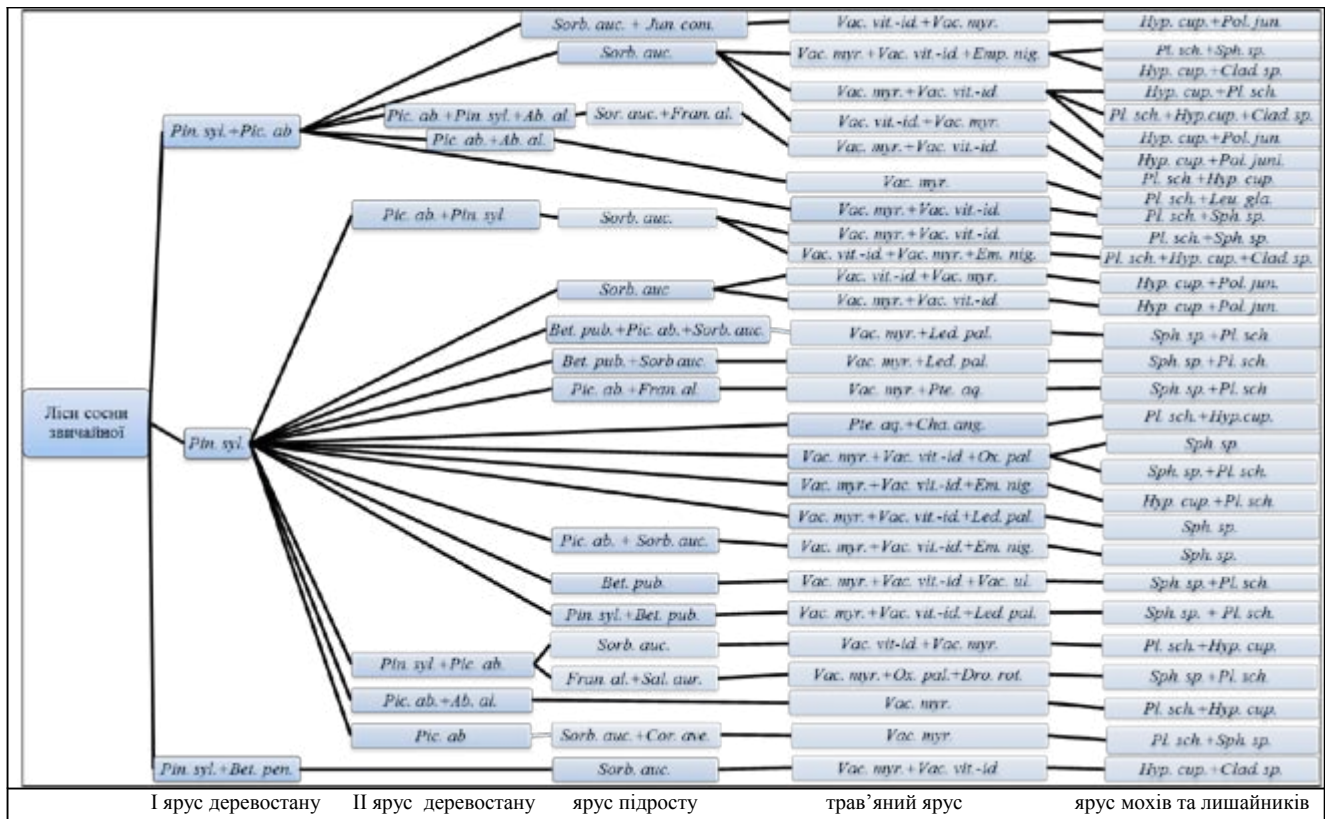 Sorb. auc. + Jun. com.
Vac. vit-id.+Vac. myr.
Hyp. cup.+Pol. jun.
Sorb. auc.
Vac. myr.+Vac. vit.-id.+Emp. nig.
Pl. sch.+Sph. sp.
Hyp. cup.+Clad. sp.
Vac. myr.+Vac. vit.-id.
Hyp. cup.+Pl. sch.
Pin. syl.+Pic. ab
Pic. ab.+Pin. syl.+Ab. al.
Sor. auc.+Fran. al.
Vac. vit.-id.+Vac. myr.
Pl. sch.+Hyp.cup.+Clad. sp.
Hyp. cup.+Pol. jun.
Pic. ab.+Ab. al.
Vac. myr.+Vac. vit.-id.
Hyp. cup.+Pol. juni.
Pl. sch.+Hyp. cup.
Vac. myr.
Pl. sch.+Leu. gla.
Vac. myr.+Vac. vit.-id.
Pl. sch.+Sph. sp.
Pic. ab.+Pin. syl.
Sorb. auc.
Vac. myr.+Vac. vit.-id.
Pl. sch.+Sph. sp.
Vac. vit.-id.+Vac. myr.+Em. nig.
Pl. sch.+Hyp. cup.+Clad. sp.
Sorb. auc
Vac. vit.-id.+Vac. myr.
Hyp. cup.+Pol. jun.
Vac. myr.+Vac. vit.-id.
Hyp. cup+Pol. jun.
Bet. pub.+Pic. ab.+Sorb. auc.
Vac. myr.+Led. pal.
Sph. sp.+Pl. sch
Bet. pub.+Sorb auc.
Vac. myr.+Led. pal.
Sph. sp+Pl. sch.
Pic. ab+Fran. al.
Vac. myr.+Pte. aq.
Sph. sp.+Pl. sch
Ліси сосни
звичайної
Pin. syl.
Pte. aq.+Cha. ang.
Pl. sch.+Hyp.cup.
Vac. myr.+Vac. vit.-id.+Ox. pal.
Sph. sp.
Sph. sp.+Pl. sch.
Vac. myr.+Vac. vit.-id.+Em. nig.
Hyp. cup.+Pl. sch.
Vac. myr.+Vac. vit.-id.+Led. pal.
Sph. sp.
Pic. ab. + Sorb. auc.
Vac. myr.+Vac. vit.-id.+Em. nig.
Sph. sp.
Bet. pub.
Vac. myr.+Vac. vit.-id.+Vac. ul.
Sph. sp.+Pl. sch.
Pin. syl.+Bet. pub.
Vac. myr.+Vac. vit.-id.+Led. pal.
Sph. sp. + Pl. sch.
Pin. syl.+Pic. ab.
Sorb. auc.
Vac. vit-id.+Vac. myr.
Pl. sch.+Hyp. cup.
Fran. al.+Sal. aur.
Vac. myr.+Ox. pal.+Dro. rot.
Sph. sp.+Pl. sch.
Pic. ab.+Ab. al.
Vac. myr.
Pl. sch.+Hyp. cup.
Pic. ab
Sorb. auc.+Cor. ave.
Vac. myr.
Pl. sch.+Sph. sp.
Pin. syl.+Bet. pen.
Sorb. auc.
Vac. myr.+Vac. vit.-id
Hyp. cup.+Clad. sp.
І ярус деревостану
ІІ ярус деревостану
ярус підросту
трав’яний ярус
ярус мохів та лишайників